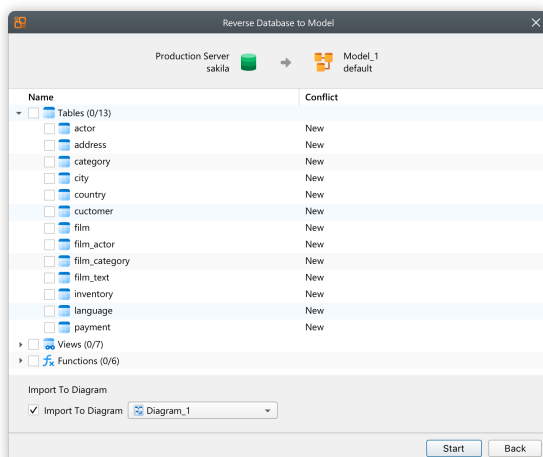 Reverse Database to Model
Production Server
sakila
Model_1
default
Name Conflict
Tables (0/13)
actor New
address New
category New
city New
country New
cuctomer New
film New
film_actor New
film_category New
film_text New
inventory New
language New
payment New
Views (0/7)
fx Functions (0/6)
Import To Diagram
Import To Diagram Diagram_1
Start Back